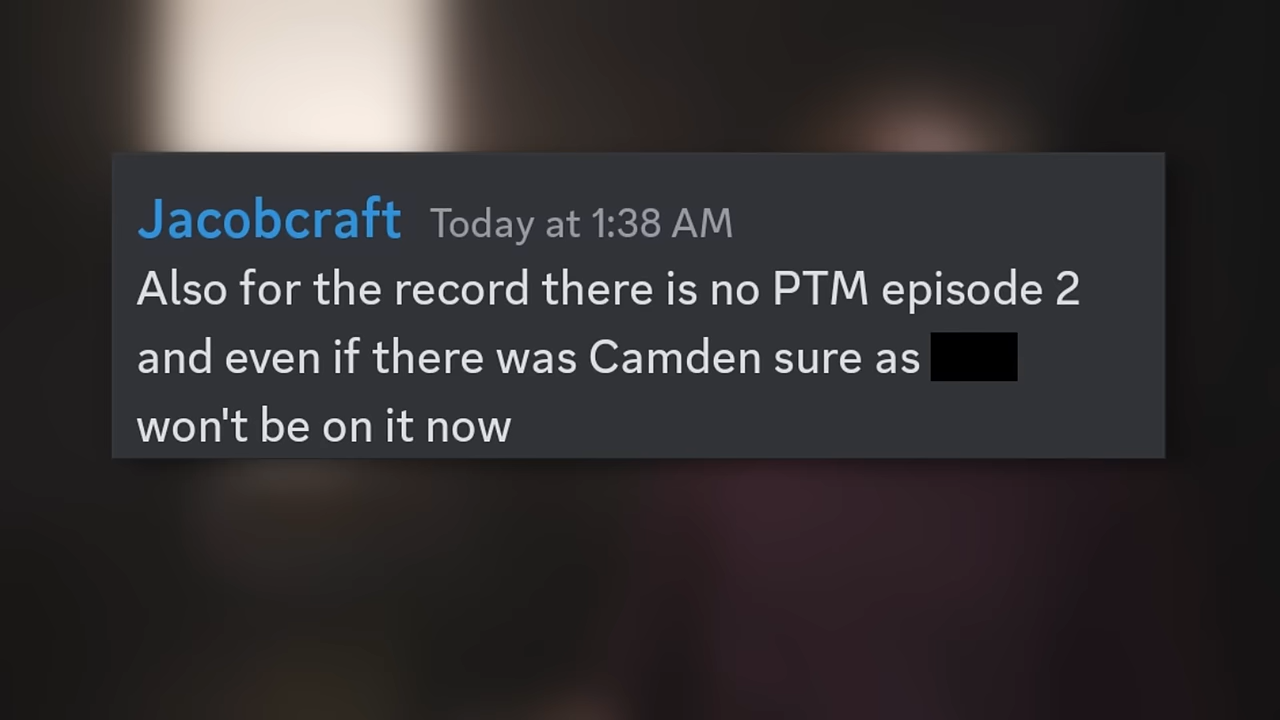 Jacobcraft Today at 1:38 AM
Also for the record there is no PTM episode 2
and even if there was Camden sure as
won't be on it now